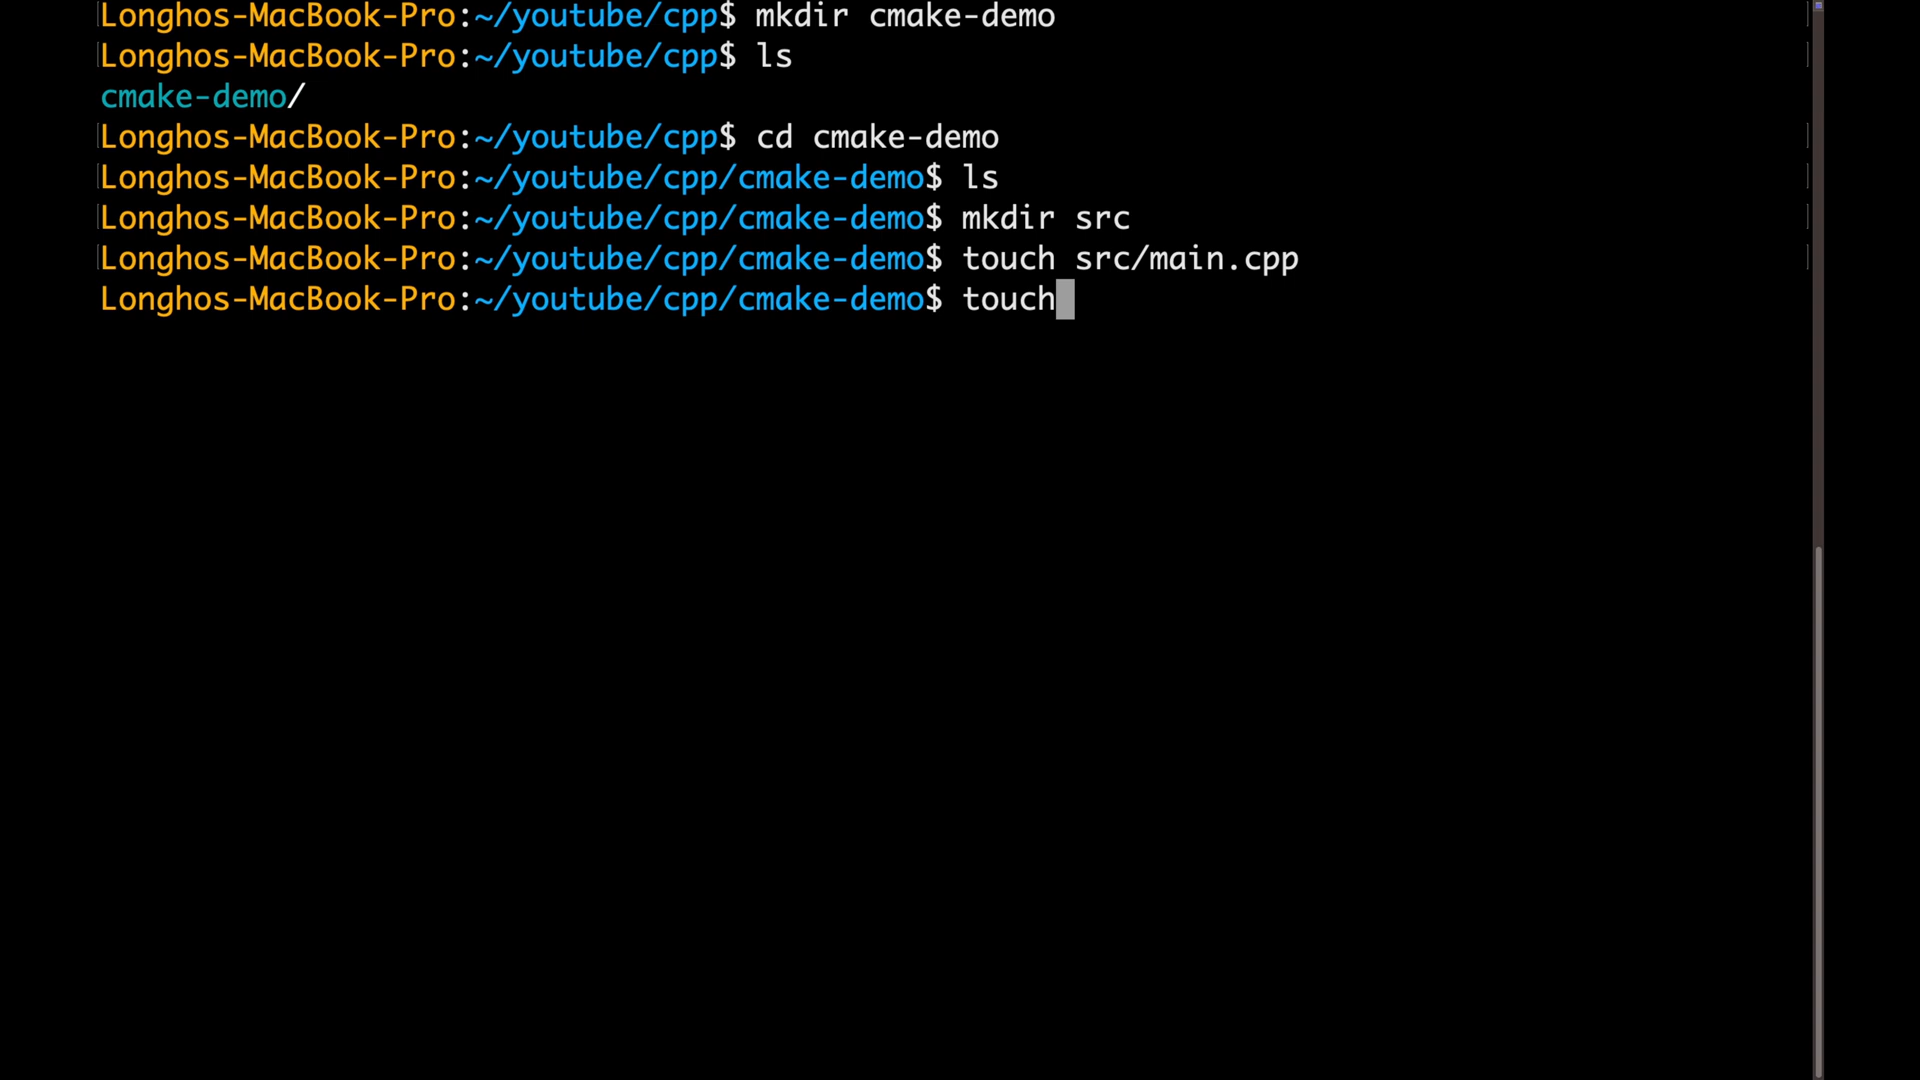 Longhos-MacBook-Pro:~/youtube/cpp$ mkdir cmake-demo
Longhos-MacBook-Pro:~/youtube/cpp$ ls
cmake-demo/
Longhos-MacBook-Pro:~/youtube/cpp$ cd cmake-demo
Longhos-MacBook-Pro:~/youtube/cpp/cmake-demo$ ls
Longhos-MacBook-Pro:~/youtube/cpp/cmake-demo$ mkdir src
Longhos-MacBook-Pro:~/youtube/cpp/cmake-demo$ touch src/main.cpp
Longhos-MacBook-Pro:~/youtube/cpp/cmake-demo$ touch